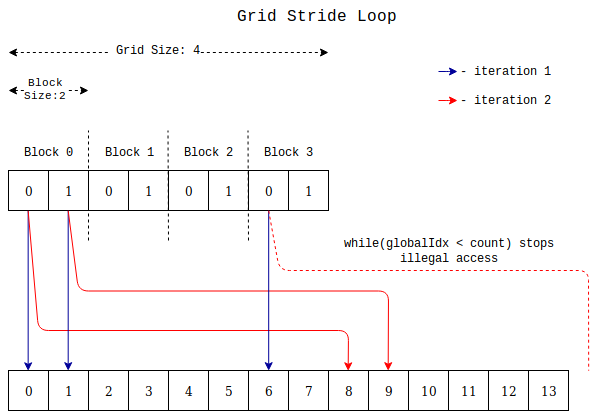 Grid Stride Loop
Grid Size: 4
Block
Size:2
- iteration 1
- iteration 2
Block 0 Block 1 Block 2 Block 3
0 1 0 1 0 1 0 1
while(globalIdx < count) stops
illegal access
0 1 2 3 4 5 6 7 8 9 10 11 12 13